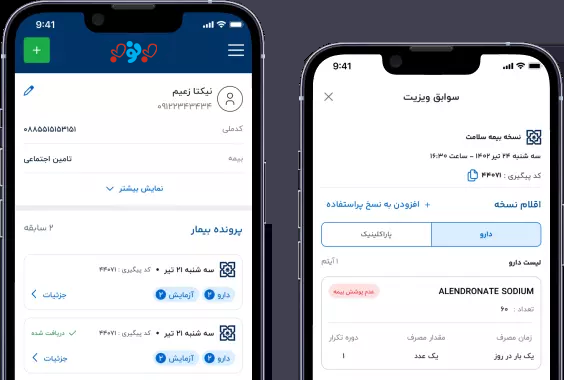 9:41
نیکتا زعیم
۰۹۱۲۲۳۴۳۴۳۴
کدملی
۰۸۸۵۵۱۵۱۵۳۱۵۱
بیمه
تامین اجتماعی
نمایش بیشتر
پرونده بیمار
۲ سابقه
سه شنبه ۲۱ تیر • کد پیگیری : ۴۴۰۷۱
دارو ۲ آزمایش ۲ جزئیات
سه شنبه ۲۱ تیر • کد پیگیری : ۴۴۰۷۱ دریافت شده
دارو ۲ آزمایش ۲ جزئیات
9:41
سوابق ویزیت
نسخه بیمه سلامت
سه شنبه ۲۴ تیر ۱۴۰۲ - ساعت ۱۶:۳۰
کد پیگیری : ۴۴۰۷۱
اقلام نسخه
+ افزودن به نسخ پراستفاده
دارو
پاراکلینیک
لیست دارو
۱ آیتم
ALENDRONATE SODIUM
عدم پوشش بیمه
تعداد : ۶۰
زمان مصرف مقدار مصرف دوره تکرار
یک بار در روز یک عدد ۱